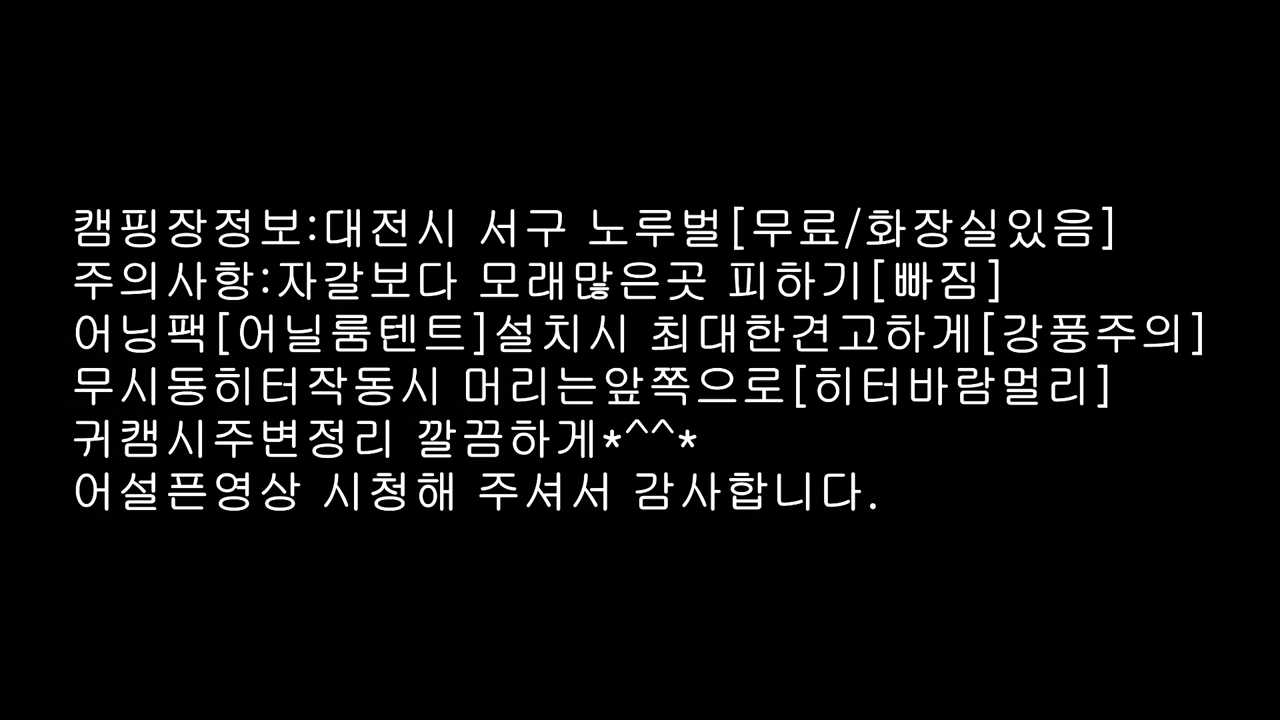 캠핑장정보:대전시 서구 노루벌[무료/화장실있음]
주의사항:자갈보다 모래많은곳 피하기[빠짐]
어닝팩[어닐룸텐트]설치시 최대한견고하게[강풍주의]
무시동히터작동시 머리는앞쪽으로[히터바람멀리]
귀캠시주변정리 깔끔하게*^^*
어설픈영상 시청해 주셔서 감사합니다.